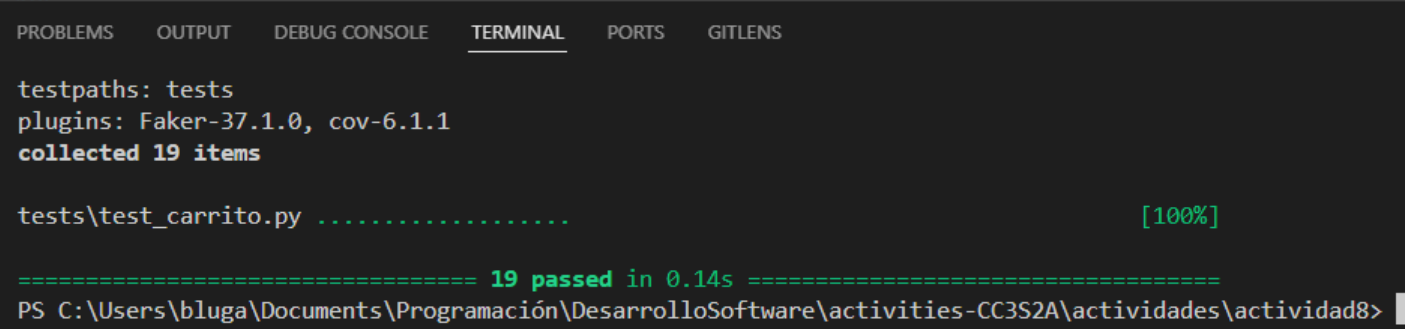 PROBLEMS OUTPUT DEBUG CONSOLE TERMINAL PORTS GITLENS
testpaths: tests
plugins: Faker-37.1.0, cov-6.1.1
collected 19 items
tests\test_carrito.py ................... [100%]
================================== 19 passed in 0.14s ===================================
PS C:\Users\bluga\Documents\Programación\DesarrolloSoftware\activities-CC3S2A\actividades\actividad8>